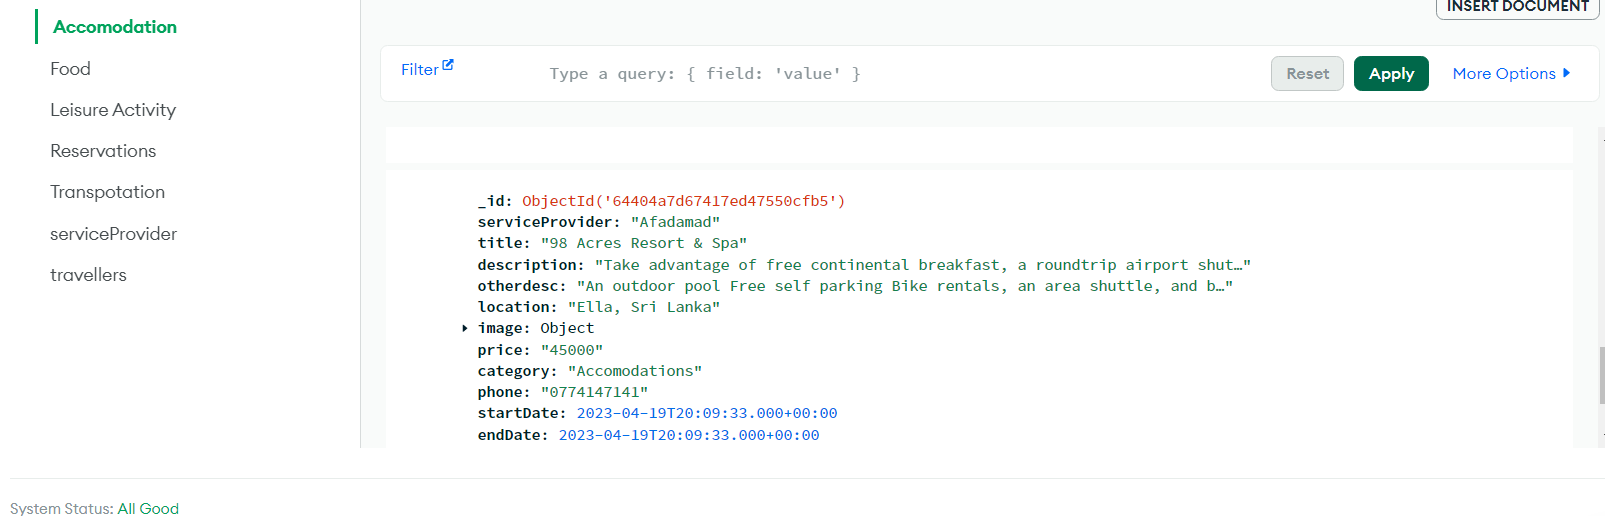 Accomodation
Food
Leisure Activity
Reservations
Transpotation
serviceProvider
travellers
INSERT DOCUMENT
Filter Type a query: { field: 'value' } Reset Apply More Options
_id: ObjectId('64404a7d67417ed47550cfb5')
serviceProvider: "Afadamad"
title: "98 Acres Resort & Spa"
description: "Take advantage of free continental breakfast, a roundtrip airport shut…"
otherdesc: "An outdoor pool Free self parking Bike rentals, an area shuttle, and b…"
location: "Ella, Sri Lanka"
image: Object
price: "45000"
category: "Accomodations"
phone: "0774147141"
startDate: 2023-04-19T20:09:33.000+00:00
endDate: 2023-04-19T20:09:33.000+00:00
System Status: All Good